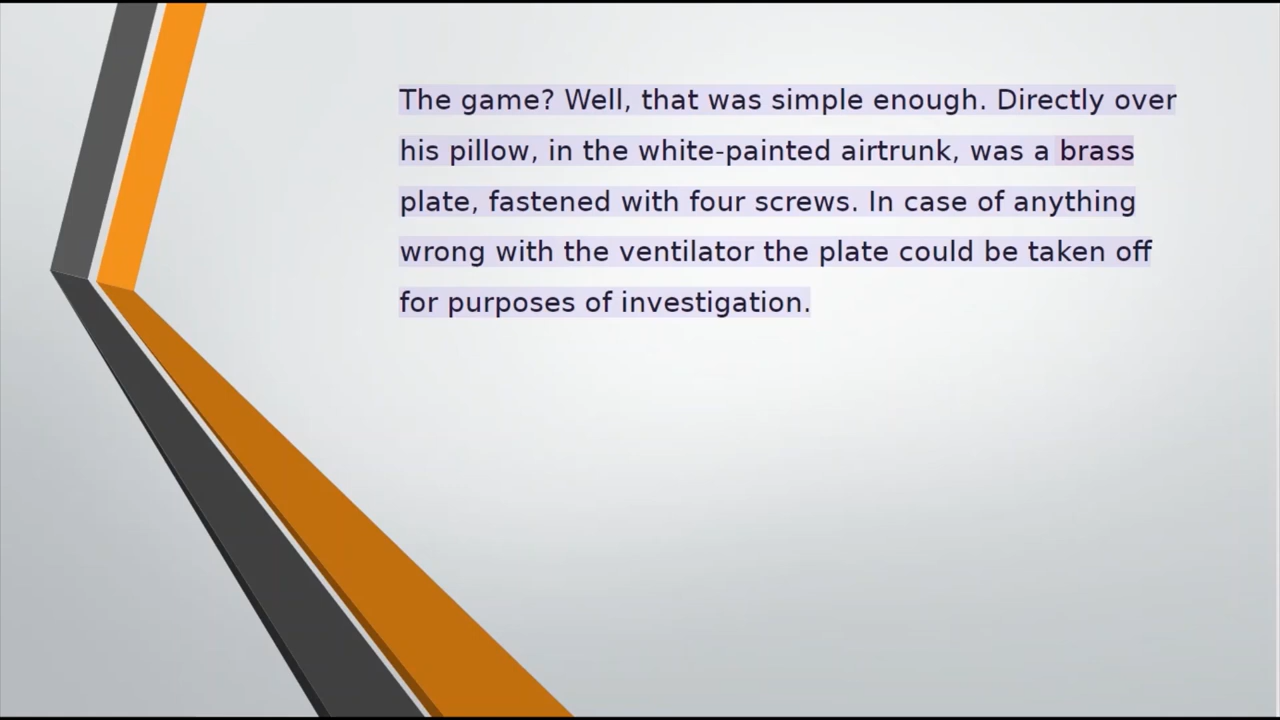 The game? Well, that was simple enough. Directly over
his pillow, in the white-painted airtrunk, was a brass
plate, fastened with four screws. In case of anything
wrong with the ventilator the plate could be taken off
for purposes of investigation.